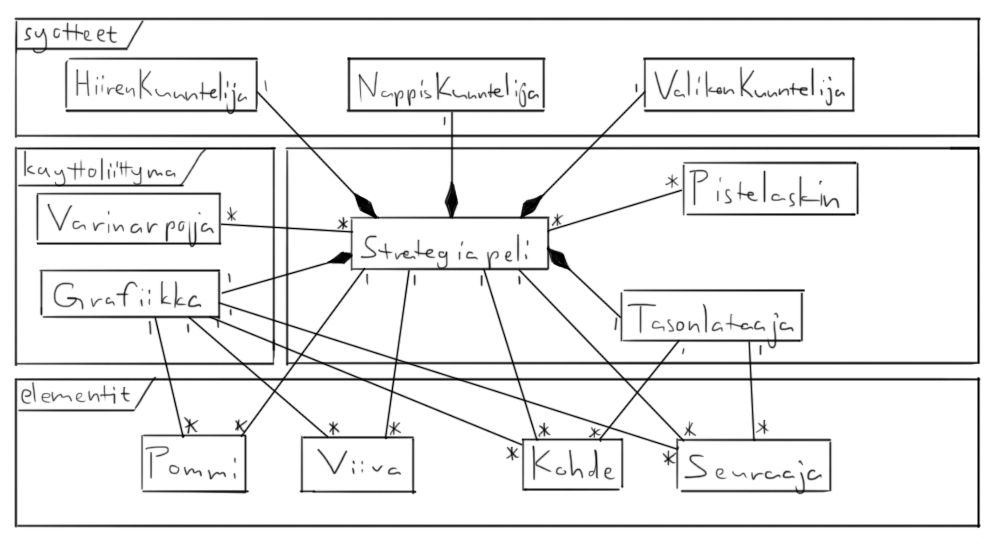 syotteet
HiirenKuuntelija
NappisKuuntelija
ValikonKuuntelija
1
1
1
kayttoliittyma
Pistelaskin
*
Varinarpoja
*
*
*
Strategiapeli
Grafiikka
1
1
1
1
1
Tasonlataaja
1
1
1
1
1
1
1
elementit
*
*
*
*
*
*
*
*
*
*
Pommi
Viiva
Kohde
Seuraaja